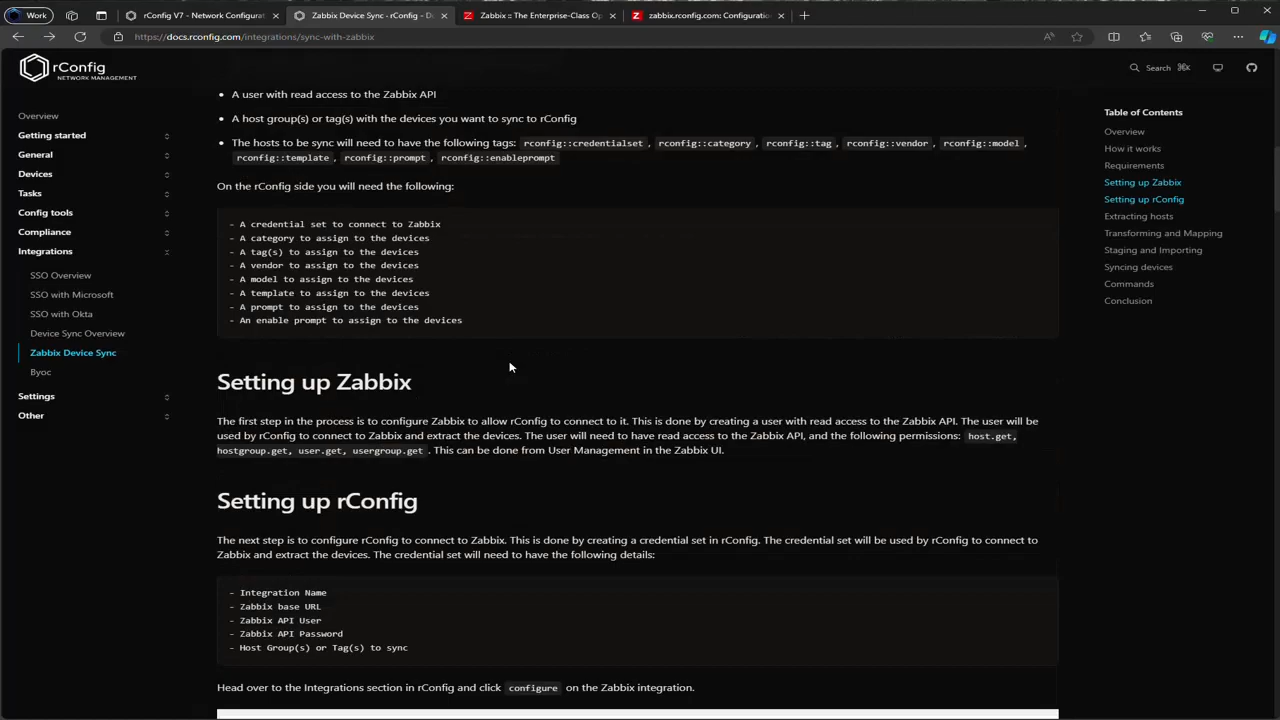 Work
rConfig V7 - Network Configurat
Zabbix Device Sync - rConfig - D
Zabbix :: The Enterprise-Class Op
zabbix.rconfig.com: Configuration
https://docs.rconfig.com/integrations/sync-with-zabbix
rConfig
NETWORK MANAGEMENT
Search ⌘K
Overview
Getting started
General
Devices
Tasks
Config tools
Compliance
Integrations
SSO Overview
SSO with Microsoft
SSO with Okta
Device Sync Overview
Zabbix Device Sync
Byoc
Settings
Other
• A user with read access to the Zabbix API
• A host group(s) or tag(s) with the devices you want to sync to rConfig
• The hosts to be sync will need to have the following tags: rconfig::credentialset, rconfig::category, rconfig::tag, rconfig::vendor, rconfig::model,
rconfig::template, rconfig::prompt, rconfig::enableprompt
On the rConfig side you will need the following:
- A credential set to connect to Zabbix
- A category to assign to the devices
- A tag(s) to assign to the devices
- A vendor to assign to the devices
- A model to assign to the devices
- A template to assign to the devices
- A prompt to assign to the devices
- An enable prompt to assign to the devices
Setting up Zabbix
The first step in the process is to configure Zabbix to allow rConfig to connect to it. This is done by creating a user with read access to the Zabbix API. The user will be
used by rConfig to connect to Zabbix and extract the devices. The user will need to have read access to the Zabbix API, and the following permissions: host.get,
hostgroup.get, user.get, usergroup.get. This can be done from User Management in the Zabbix UI.
Setting up rConfig
The next step is to configure rConfig to connect to Zabbix. This is done by creating a credential set in rConfig. The credential set will be used by rConfig to connect to
Zabbix and extract the devices. The credential set will need to have the following details:
- Integration Name
- Zabbix base URL
- Zabbix API User
- Zabbix API Password
- Host Group(s) or Tag(s) to sync
Head over to the Integrations section in rConfig and click configure on the Zabbix integration.
Table of Contents
Overview
How it works
Requirements
Setting up Zabbix
Setting up rConfig
Extracting hosts
Transforming and Mapping
Staging and Importing
Syncing devices
Commands
Conclusion